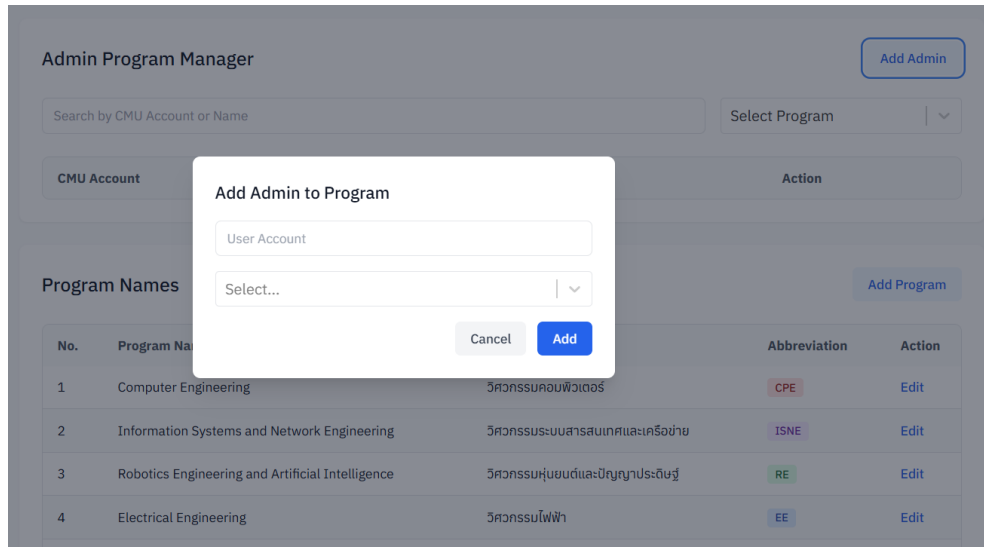 Admin Program Manager
Add Admin
Search by CMU Account or Name
Select Program
CMU Account
Action
Add Admin to Program
User Account
Select...
Cancel
Add
Program Names
Add Program
No.
Program Na
Abbreviation
Action
1 Computer Engineering วิศวกรรมคอมพิวเตอร์ CPE Edit
2 Information Systems and Network Engineering วิศวกรรมระบบสารสนเทศและเครือข่าย ISNE Edit
3 Robotics Engineering and Artificial Intelligence วิศวกรรมหุ่นยนต์และปัญญาประดิษฐ์ RE Edit
4 Electrical Engineering วิศวกรรมไฟฟ้า EE Edit